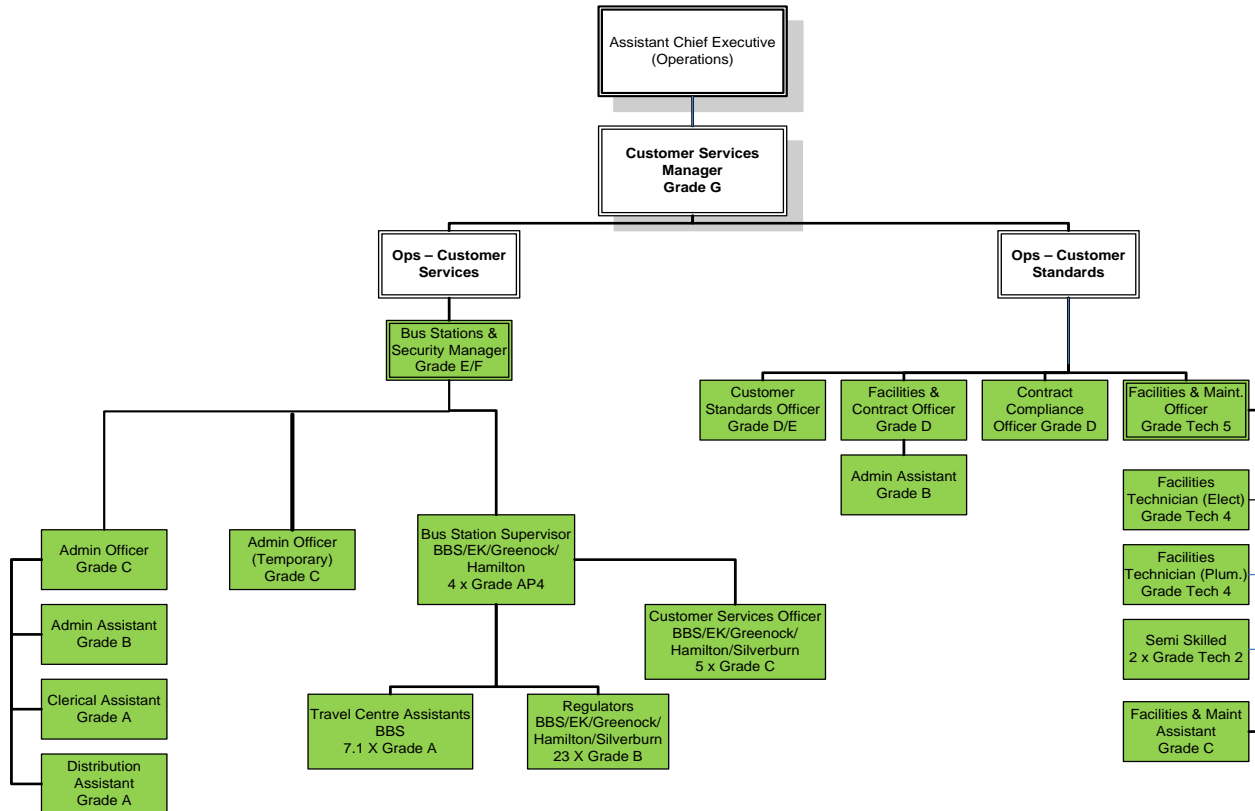 Assistant Chief Executive
(Operations)
Customer Services
Manager
Grade G
Ops – Customer
Services
Ops – Customer
Standards
Bus Stations &
Security Manager
Grade E/F
Customer
Standards Officer
Grade D/E
Facilities &
Contract Officer
Grade D
Contract
Compliance
Officer Grade D
Facilities & Maint.
Officer
Grade Tech 5
Admin Assistant
Grade B
Facilities
Technician (Elect)
Grade Tech 4
Admin Officer
Grade C
Admin Officer
(Temporary)
Grade C
Bus Station Supervisor
BBS/EK/Greenock/
Hamilton
4 x Grade AP4
Facilities
Technician (Plum.)
Grade Tech 4
Admin Assistant
Grade B
Customer Services Officer
BBS/EK/Greenock/
Hamilton/Silverburn
5 x Grade C
Semi Skilled
2 x Grade Tech 2
Clerical Assistant
Grade A
Travel Centre Assistants
BBS
7.1 X Grade A
Regulators
BBS/EK/Greenock/
Hamilton/Silverburn
23 X Grade B
Facilities & Maint
Assistant
Grade C
Distribution
Assistant
Grade A